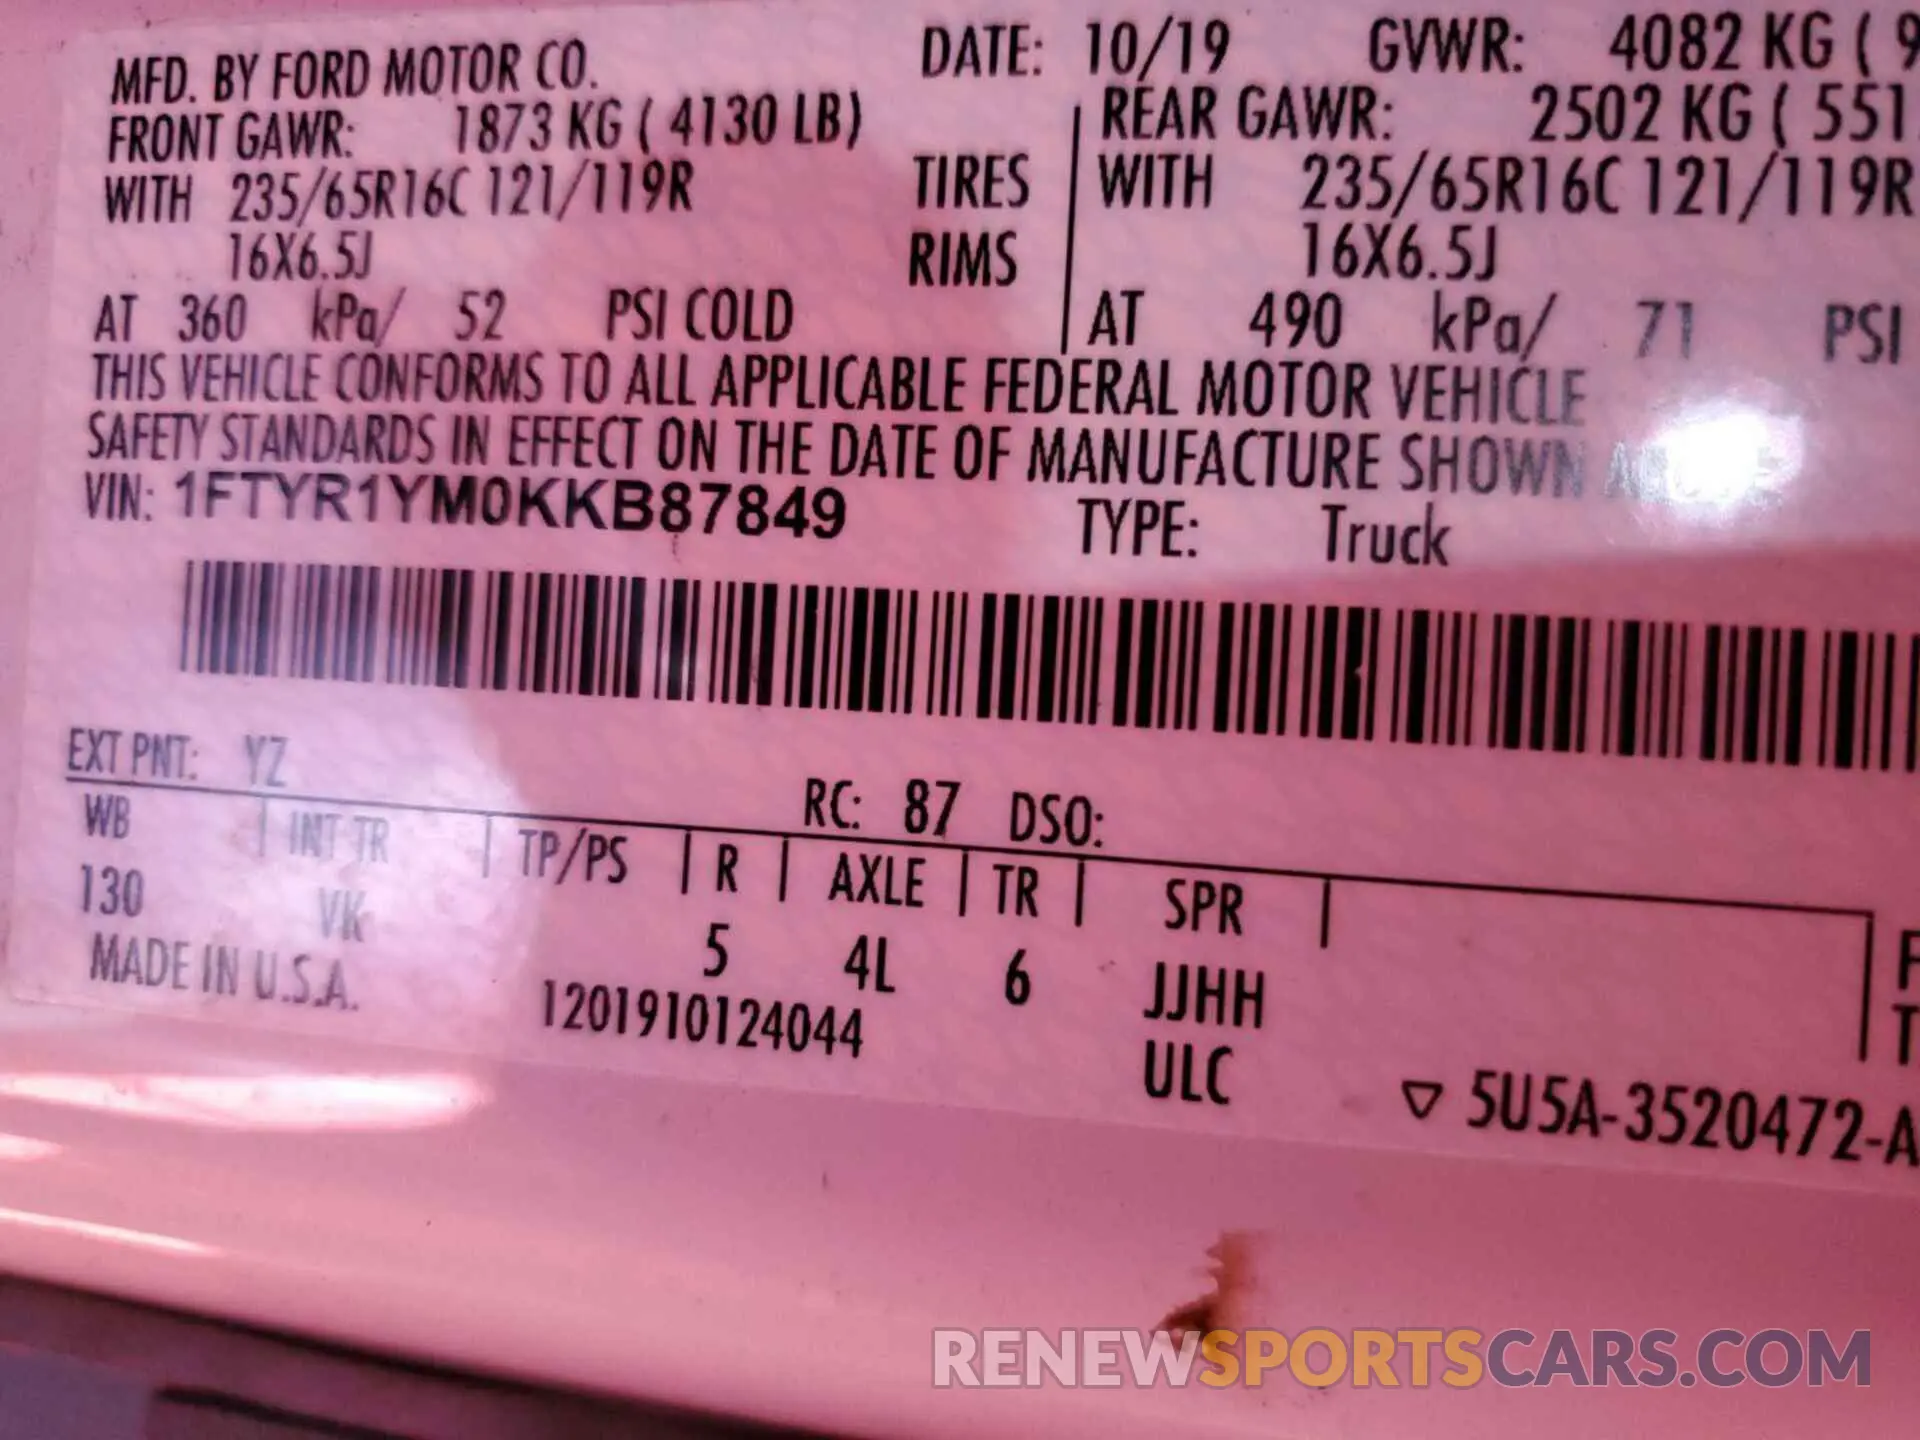 MFD. BY FORD MOTOR CO. DATE: 10/19 GVWR: 4082 KG ( 9
FRONT GAWR: 1873 KG ( 4130 LB) REAR GAWR: 2502 KG ( 551
WITH 235/65R16C 121/119R TIRES WITH 235/65R16C 121/119R
16X6.5J RIMS 16X6.5J
AT 360 kPa/ 52 PSI COLD AT 490 kPa/ 71 PSI
THIS VEHICLE CONFORMS TO ALL APPLICABLE FEDERAL MOTOR VEHICLE
SAFETY STANDARDS IN EFFECT ON THE DATE OF MANUFACTURE SHOWN
VIN: 1FTYR1YM0KKB87849 TYPE: Truck
EXT PNT: YZ RC: 87 DSO:
WB INT TR TP/PS R AXLE TR SPR
130 VK 5 4L 6 JJHH
MADE IN U.S.A. 1201910124044 ULC
▽ 5U5A-3520472-A
RENEWSPORTSCARS.COM